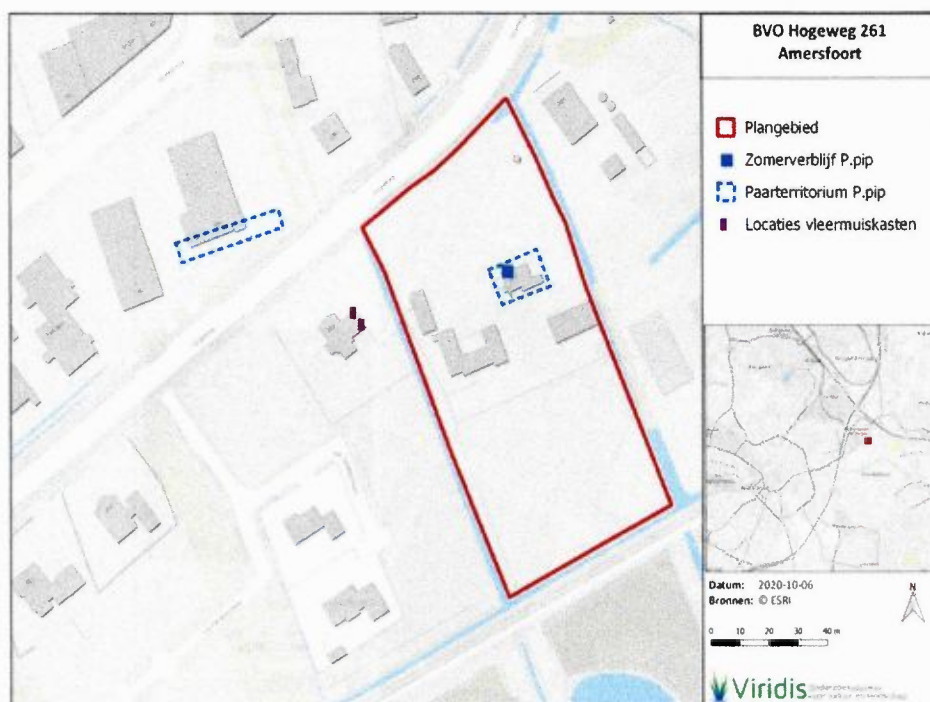 BVO Hogeweg 261
Amersfoort
Plangebied
Zomerverblijf P.pip
Paarterritorium P.pip
Locaties vleermuiskasten
Datum: 2020-10-06
Bronnen: © ESRI
N
0 10 20 30 40 m
Viridis